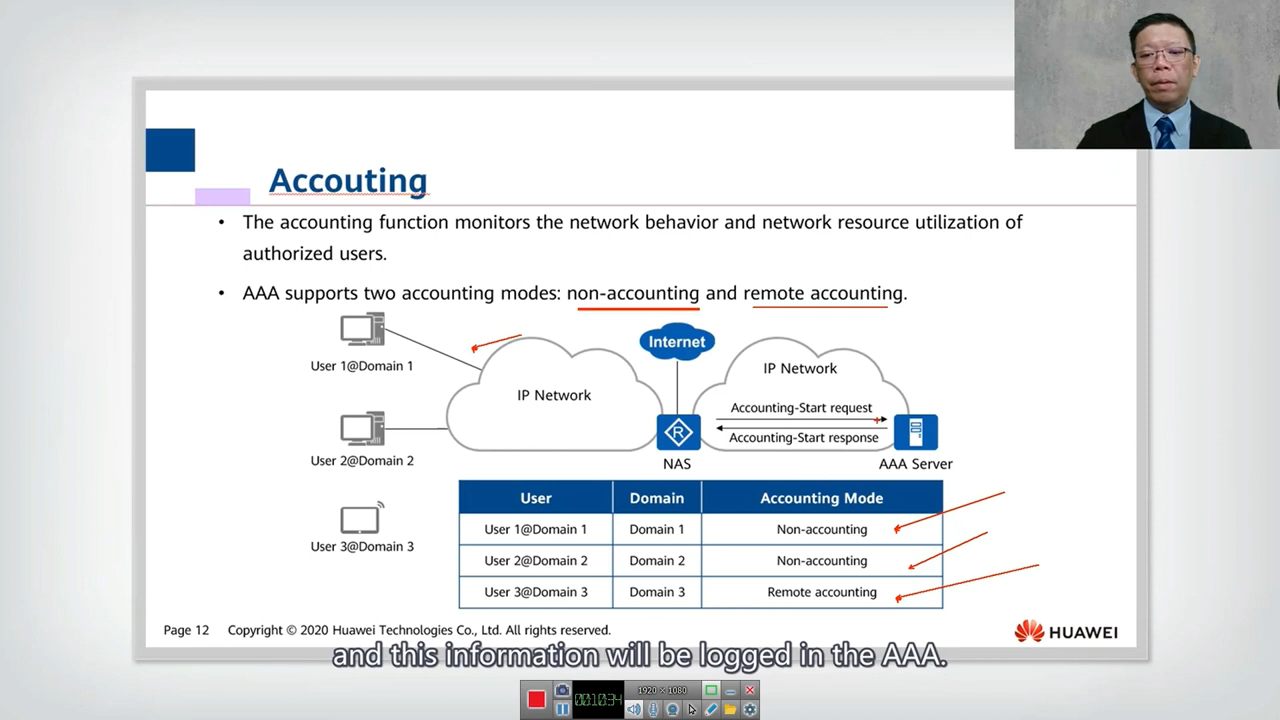 Accouting
• The accounting function monitors the network behavior and network resource utilization of
authorized users.
• AAA supports two accounting modes: non-accounting and remote accounting.
User 1@Domain 1
User 2@Domain 2
User 3@Domain 3
IP Network
Internet
IP Network
Accounting-Start request
Accounting-Start response
R
NAS
AAA Server
User Domain Accounting Mode
User 1@Domain 1 Domain 1 Non-accounting
User 2@Domain 2 Domain 2 Non-accounting
User 3@Domain 3 Domain 3 Remote accounting
Page 12 Copyright © 2020 Huawei Technologies Co., Ltd. All rights reserved.
HUAWEI
and this information will be logged in the AAA.
1920 × 1080
00:10:34